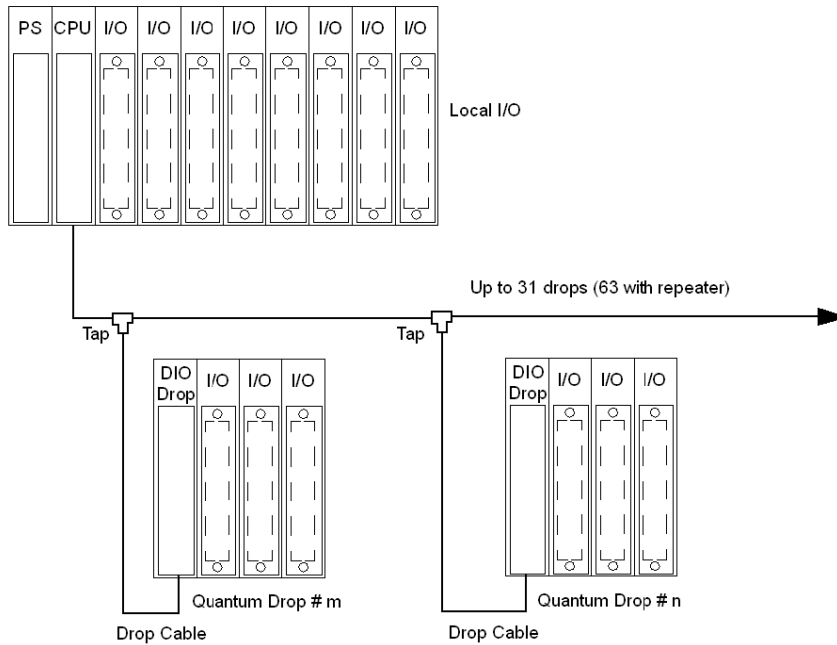 PS CPU I/O I/O I/O I/O I/O I/O I/O I/O
Local I/O
Up to 31 drops (63 with repeater)
Tap
Tap
DIO Drop I/O I/O I/O
DIO Drop I/O I/O I/O
Quantum Drop # m
Quantum Drop # n
Drop Cable
Drop Cable